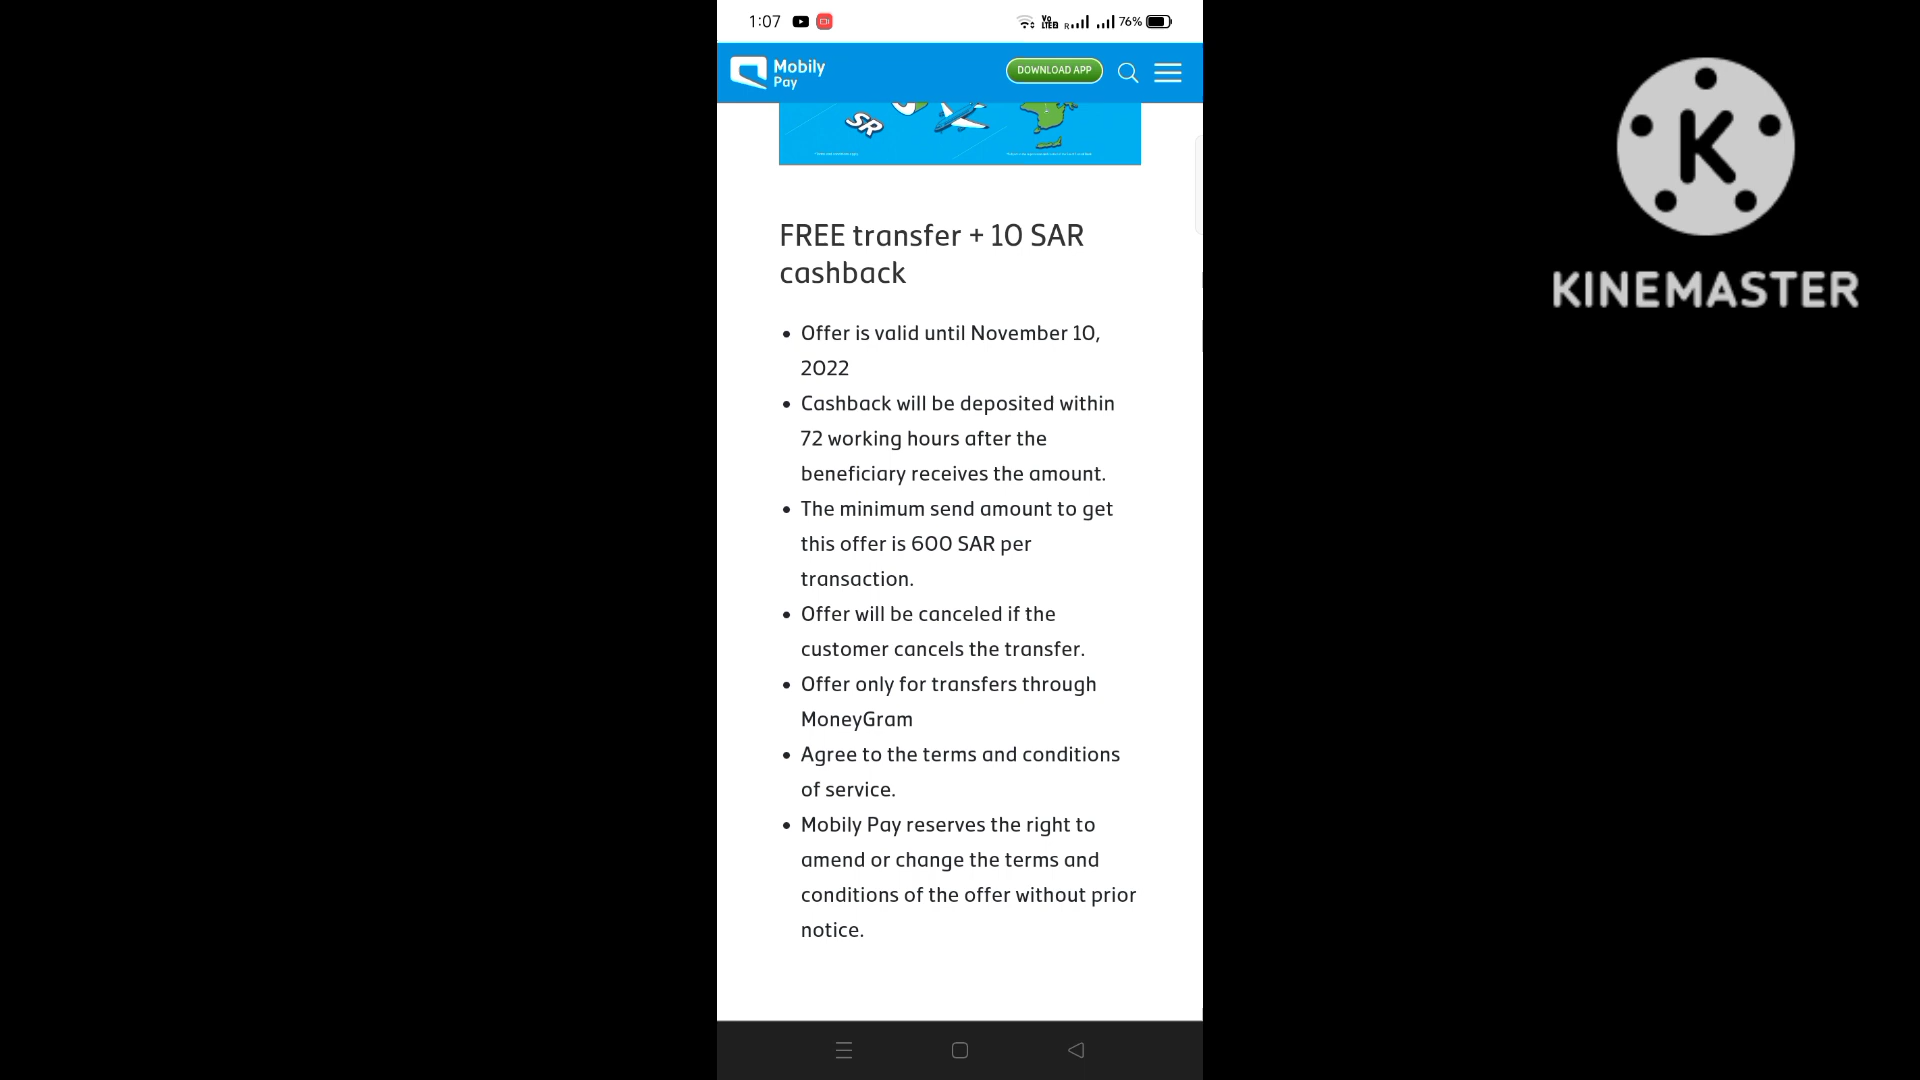 1:07
76%
Mobily
Pay
DOWNLOAD APP
SR
FREE transfer + 10 SAR
cashback
• Offer is valid until November 10,
2022
• Cashback will be deposited within
72 working hours after the
beneficiary receives the amount.
• The minimum send amount to get
this offer is 600 SAR per
transaction.
• Offer will be canceled if the
customer cancels the transfer.
• Offer only for transfers through
MoneyGram
• Agree to the terms and conditions
of service.
• Mobily Pay reserves the right to
amend or change the terms and
conditions of the offer without prior
notice.
K
KINEMASTER